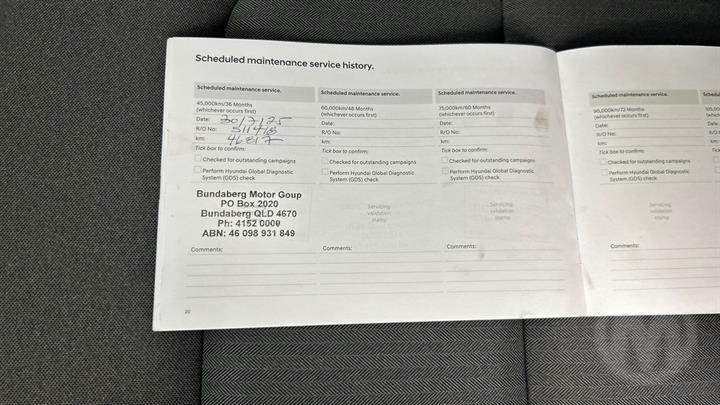 Scheduled maintenance service history.
Scheduled maintenance service.
45,000km/36 Months
(whichever occurs first)
Date: 30/7/25
R/O No: 511418
km: 46817
Tick box to confirm:
Checked for outstanding campaigns
Perform Hyundai Global Diagnostic
System (GDS) check
Bundaberg Motor Goup
PO Box 2020
Bundaberg QLD 4670
Ph: 4152 0000
ABN: 46 098 931 849
Comments:
Scheduled maintenance service.
60,000km/48 Months
(whichever occurs first)
Date:
R/O No:
km:
Tick box to confirm:
Checked for outstanding campaigns
Perform Hyundai Global Diagnostic
System (GDS) check
Servicing
validation
stamp
Comments:
Scheduled maintenance service.
75,000km/60 Months
(whichever occurs first)
Date:
R/O No:
km:
Tick box to confirm:
Checked for outstanding campaigns
Perform Hyundai Global Diagnostic
System (GDS) check
Servicing
validation
stamp
Comments:
20
Scheduled maintenance service.
90,000km/72 Months
(whichever occurs first)
Date:
R/O No:
km:
Tick box to confirm:
Checked for outstanding campaigns
Perform Hyundai Global Diagnostic
System (GDS) check
Servicing
validation
stamp
Comments:
105,00